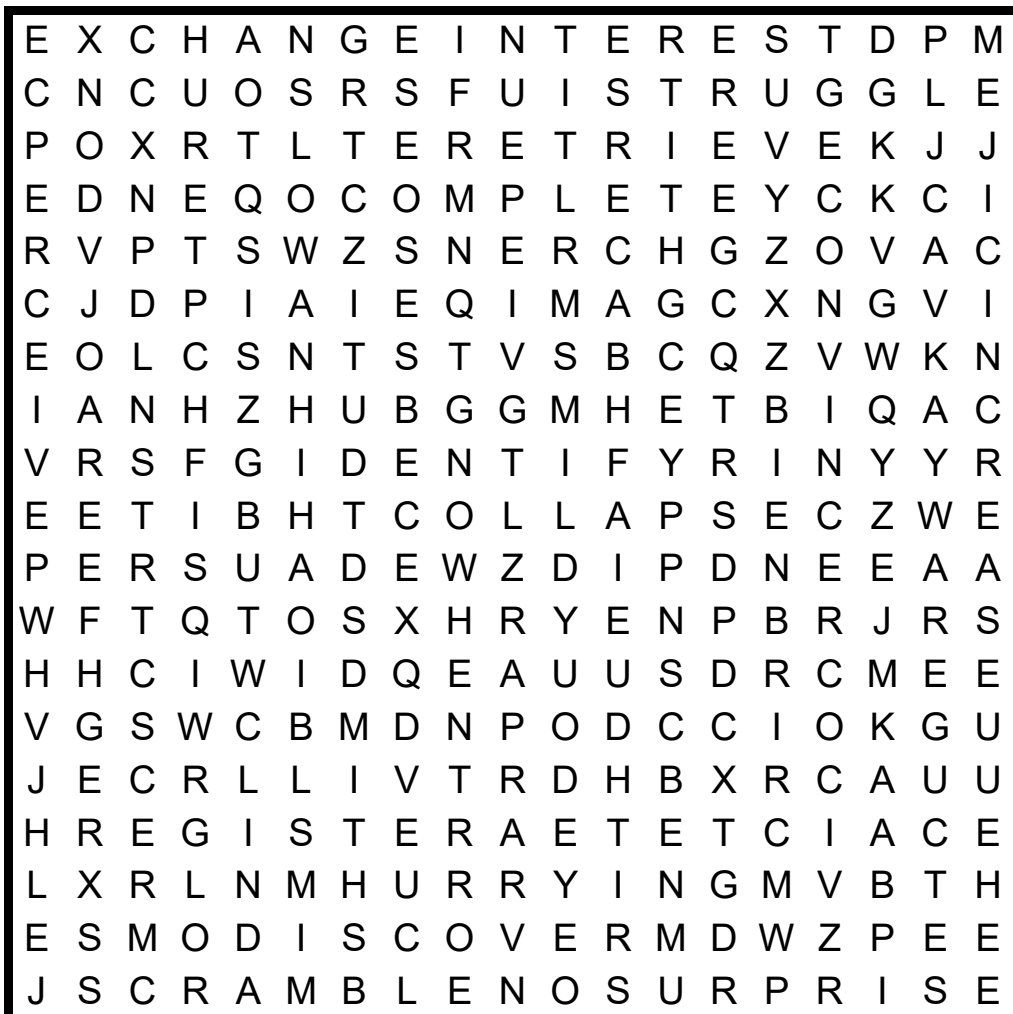 E X C H A N G E I N T E R E S T D P M
C N C U O S R S F U I S T R U G G L E
P O X R T L T E R E T R I E V E K J J
E D N E Q O C O M P L E T E Y C K C I
R V P T S W Z S N E R C H G Z O V A C
C J D P I A I E Q I M A G C X N G V I
E O L C S N T S T V S B C Q Z V W K N
I A N H Z H U B G G M H E T B I Q A C
V R S F G I D E N T I F Y R I N Y Y R
E E T I B H T C O L L A P S E C Z W E
P E R S U A D E W Z D I P D N E E A A
W F T Q T O S X H R Y E N P B R J R S
H H C I W I D Q E A U U S D R C M E E
V G S W C B M D N P O D C C I O K G U
J E C R L L I V T R D H B X R C A U U
H R E G I S T E R A E T E T C I A C E
L X R L N M H U R R Y I N G M V B T H
E S M O D I S C O V E R M D W Z P E E
J S C R A M B L E N O S U R P R I S E